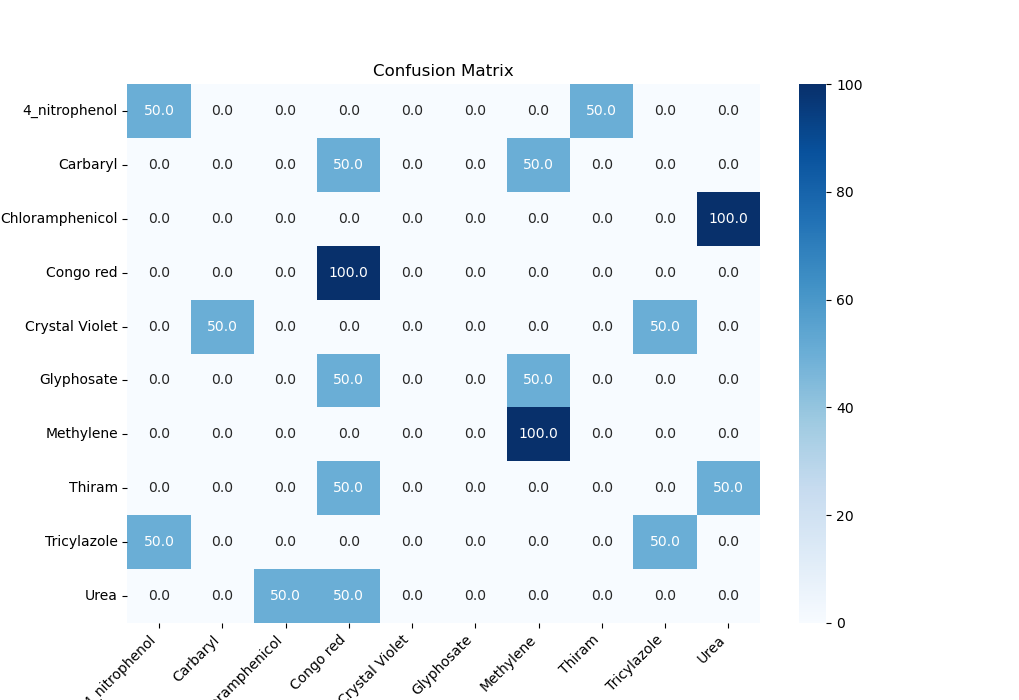 Confusion Matrix
4_nitrophenol 50.0 0.0 0.0 0.0 0.0 0.0 0.0 50.0 0.0 0.0
Carbaryl 0.0 0.0 0.0 50.0 0.0 0.0 50.0 0.0 0.0 0.0
Chloramphenicol 0.0 0.0 0.0 0.0 0.0 0.0 0.0 0.0 0.0 100.0
Congo red 0.0 0.0 0.0 100.0 0.0 0.0 0.0 0.0 0.0 0.0
Crystal Violet 0.0 50.0 0.0 0.0 0.0 0.0 0.0 0.0 50.0 0.0
Glyphosate 0.0 0.0 0.0 50.0 0.0 0.0 50.0 0.0 0.0 0.0
Methylene 0.0 0.0 0.0 0.0 0.0 0.0 100.0 0.0 0.0 0.0
Thiram 0.0 0.0 0.0 50.0 0.0 0.0 0.0 0.0 0.0 50.0
Tricylazole 50.0 0.0 0.0 0.0 0.0 0.0 0.0 0.0 50.0 0.0
Urea 0.0 0.0 50.0 50.0 0.0 0.0 0.0 0.0 0.0 0.0
4_nitrophenol
Carbaryl
ramphenicol
Congo red
Crystal Violet
Glyphosate
Methylene
Thiram
Tricylazole
Urea
100
80
60
40
20
0